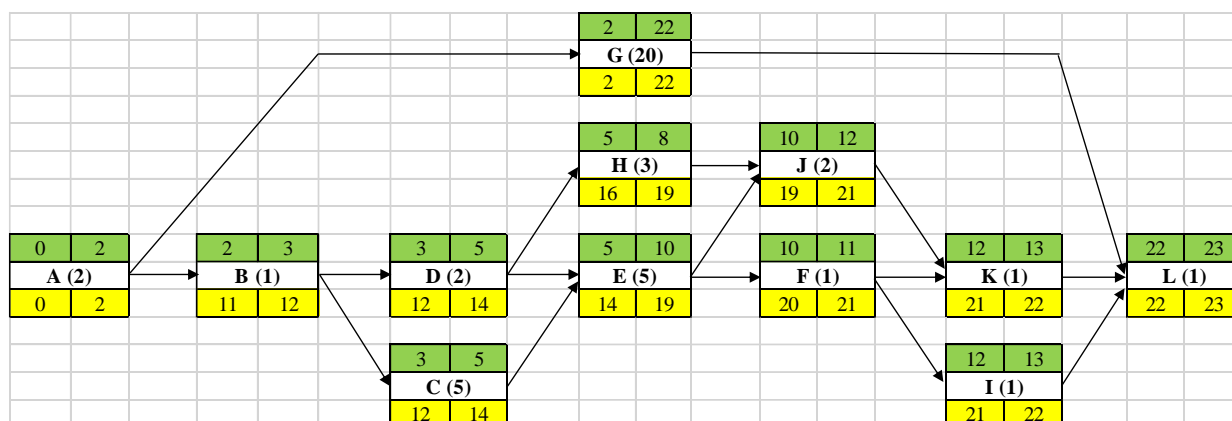 2 22
G (20)
2 22
5 8 10 12
H (3) J (2)
16 19 19 21
0 2 2 3 3 5 5 10 10 11 12 13 22 23
A (2) B (1) D (2) E (5) F (1) K (1) L (1)
0 2 11 12 12 14 14 19 20 21 21 22 22 23
3 5 12 13
C (5) I (1)
12 14 21 22